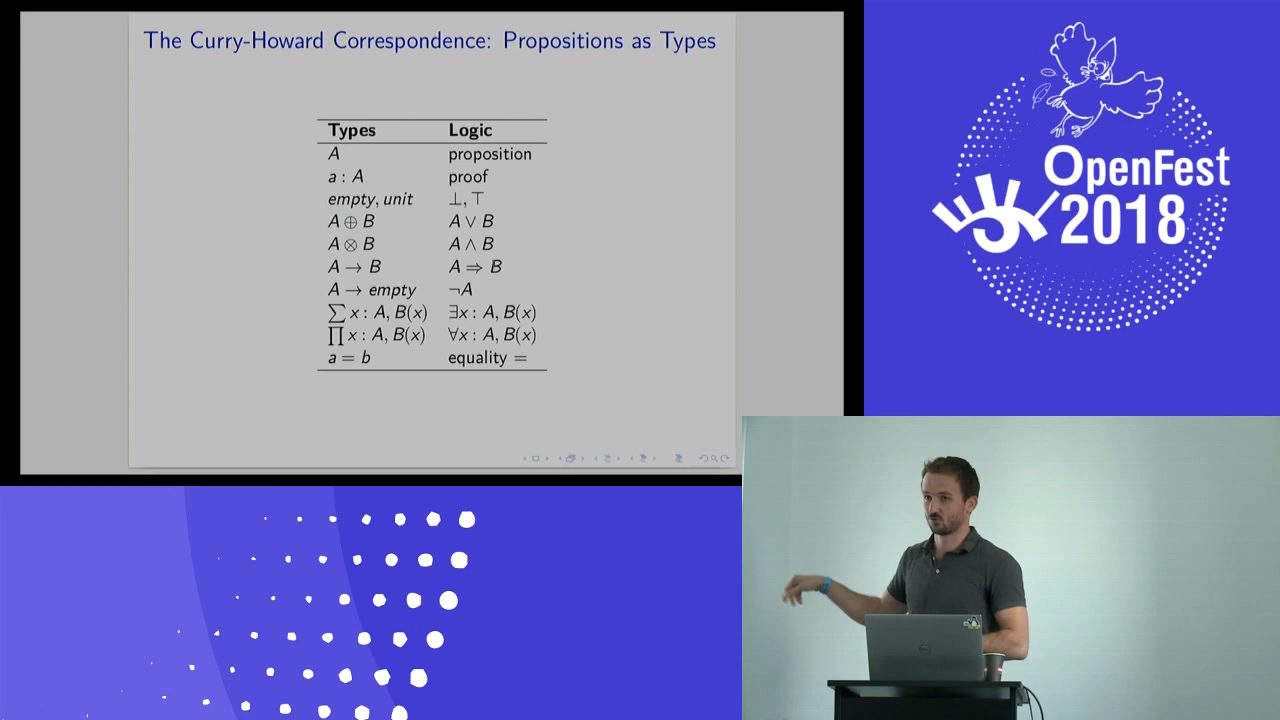 The Curry-Howard Correspondence: Propositions as Types
Types Logic
A proposition
a : A proof
empty, unit ⊥, ⊤
A ⊕ B A ∨ B
A ⊗ B A ∧ B
A → B A ⇒ B
A → empty ¬A
∑ x : A, B(x) ∃x : A, B(x)
∏ x : A, B(x) ∀x : A, B(x)
a = b equality =
OpenFest
2018